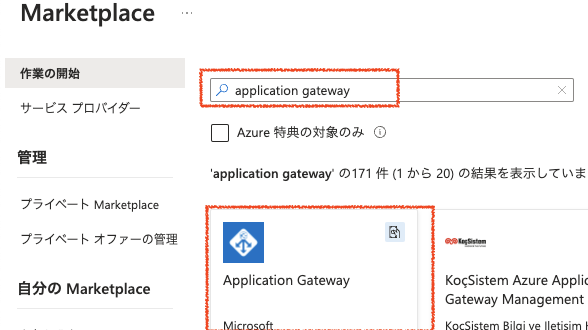 Marketplace ...
作業の開始
サービス プロバイダー
管理
プライベート Marketplace
プライベート オファーの管理
自分の Marketplace
application gateway
Azure 特典の対象のみ
'application gateway' の171 件 (1 から 20) の結果を表示していま
Application Gateway
Microsoft
KoçSistem
KoçSistem Azure Applic
Gateway Management
KoçSistem Bilgi ve Iletisim h